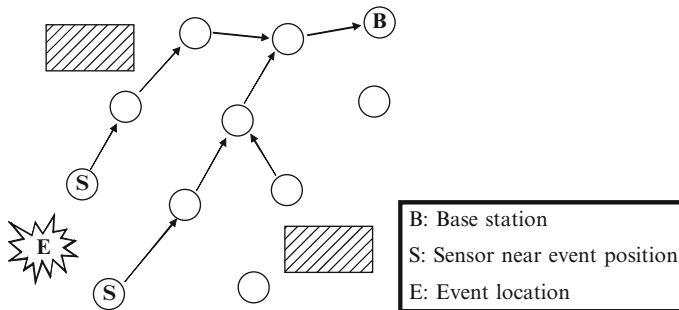 B
S
E
S
B: Base station
S: Sensor near event position
E: Event location